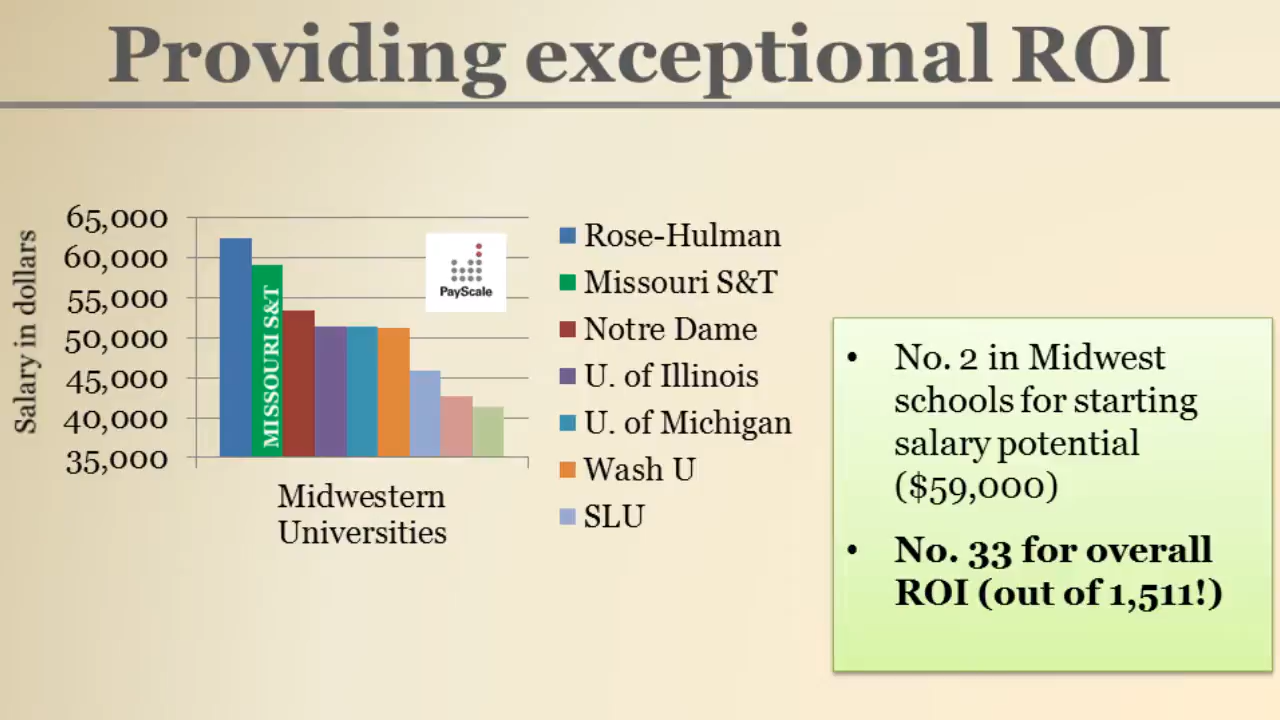 Providing exceptional ROI
Salary in dollars
65,000
60,000
55,000
50,000
45,000
40,000
35,000
MISSOURI S&T
PayScale
Midwestern
Universities
Rose-Hulman
Missouri S&T
Notre Dame
U. of Illinois
U. of Michigan
Wash U
SLU
• No. 2 in Midwest
schools for starting
salary potential
($59,000)
• No. 33 for overall
ROI (out of 1,511!)